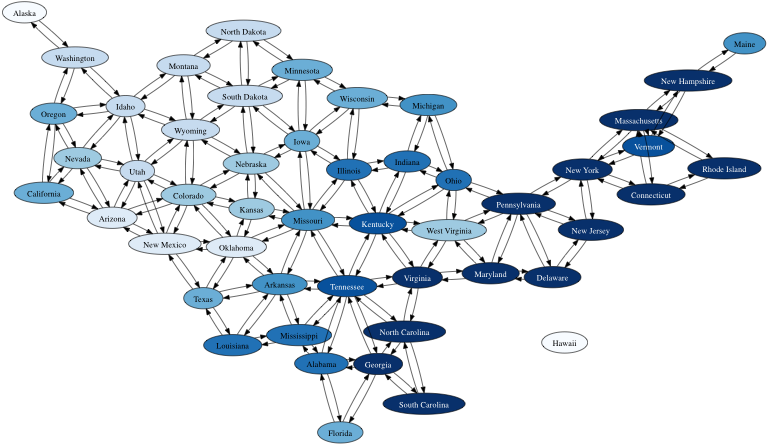 Alaska
North Dakota
Maine
Washington
Montana
Minnesota
New Hampshire
South Dakota
Wisconsin
Michigan
Oregon
Idaho
Massachusetts
Wyoming
Iowa
Vermont
Nevada
Nebraska
Illinois
Indiana
Utah
New York
Rhode Island
Ohio
California
Colorado
Connecticut
Kansas
Pennsylvania
Arizona
Missouri
Kentucky
West Virginia
New Jersey
New Mexico
Oklahoma
Virginia
Maryland
Delaware
Texas
Arkansas
Tennessee
Louisiana
Mississippi
North Carolina
Hawaii
Alabama
Georgia
South Carolina
Florida